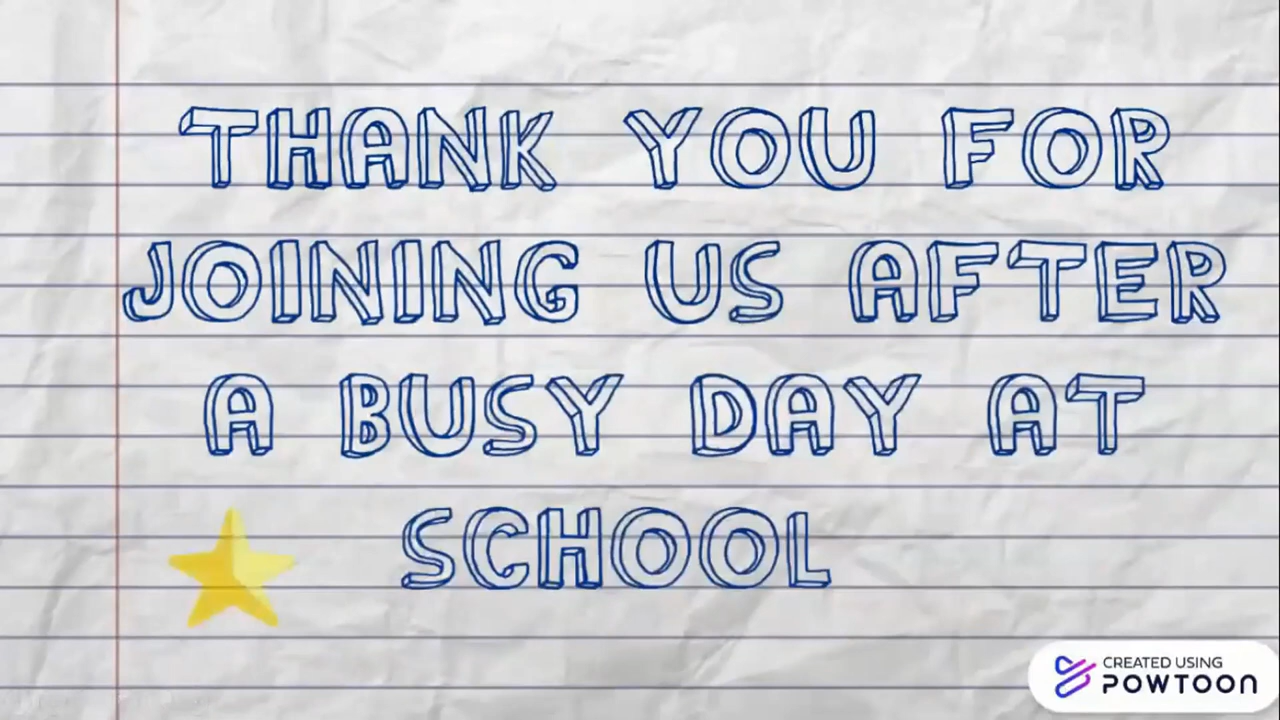 THANK YOU FOR
JOINING US AFTER
A BUSY DAY AT
SCHOOL
CREATED USING
POWTOON